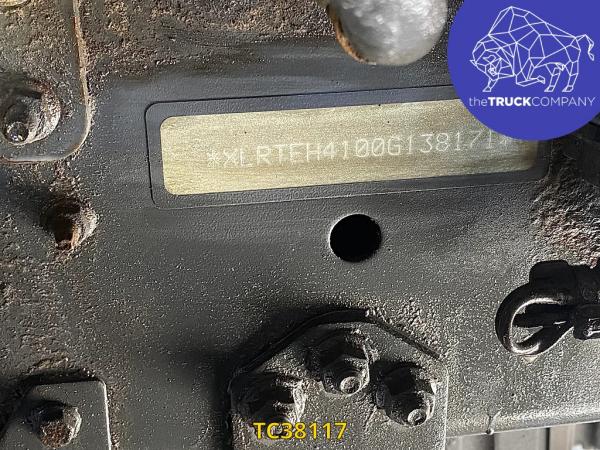 theTRUCKCOMPANY
*XLRTEH4100G138171*
TC38117